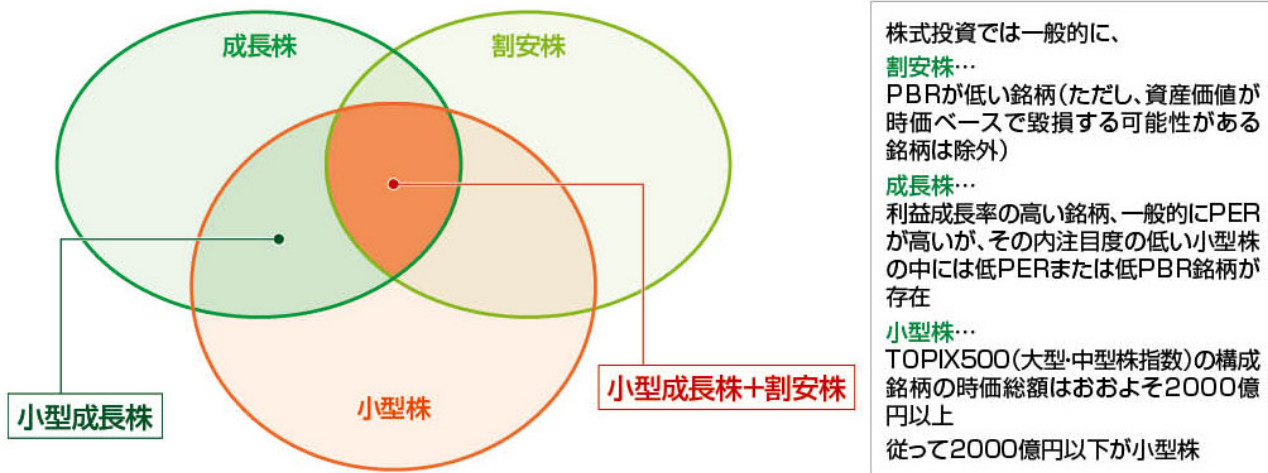 成長株
割安株
小型成長株
小型株
小型成長株+割安株
株式投資では一般的に、
割安株…
PBRが低い銘柄(ただし、資産価値が
時価ベースで毀損する可能性がある
銘柄は除外)
成長株…
利益成長率の高い銘柄、一般的にPER
が高いが、その内注目度の低い小型株
の中には低PERまたは低PBR銘柄が
存在
小型株…
TOPIX500(大型・中型株指数)の構成
銘柄の時価総額はおおよそ2000億
円以上
従って2000億円以下が小型株